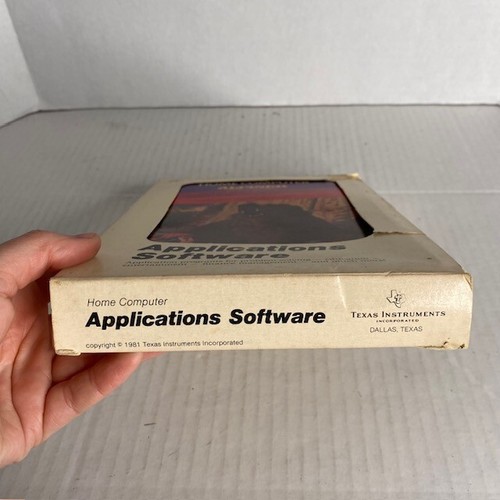 Applications
Software
Home Computer
Applications Software
copyright © 1981 Texas Instruments Incorporated
TEXAS INSTRUMENTS
INCORPORATED
DALLAS, TEXAS